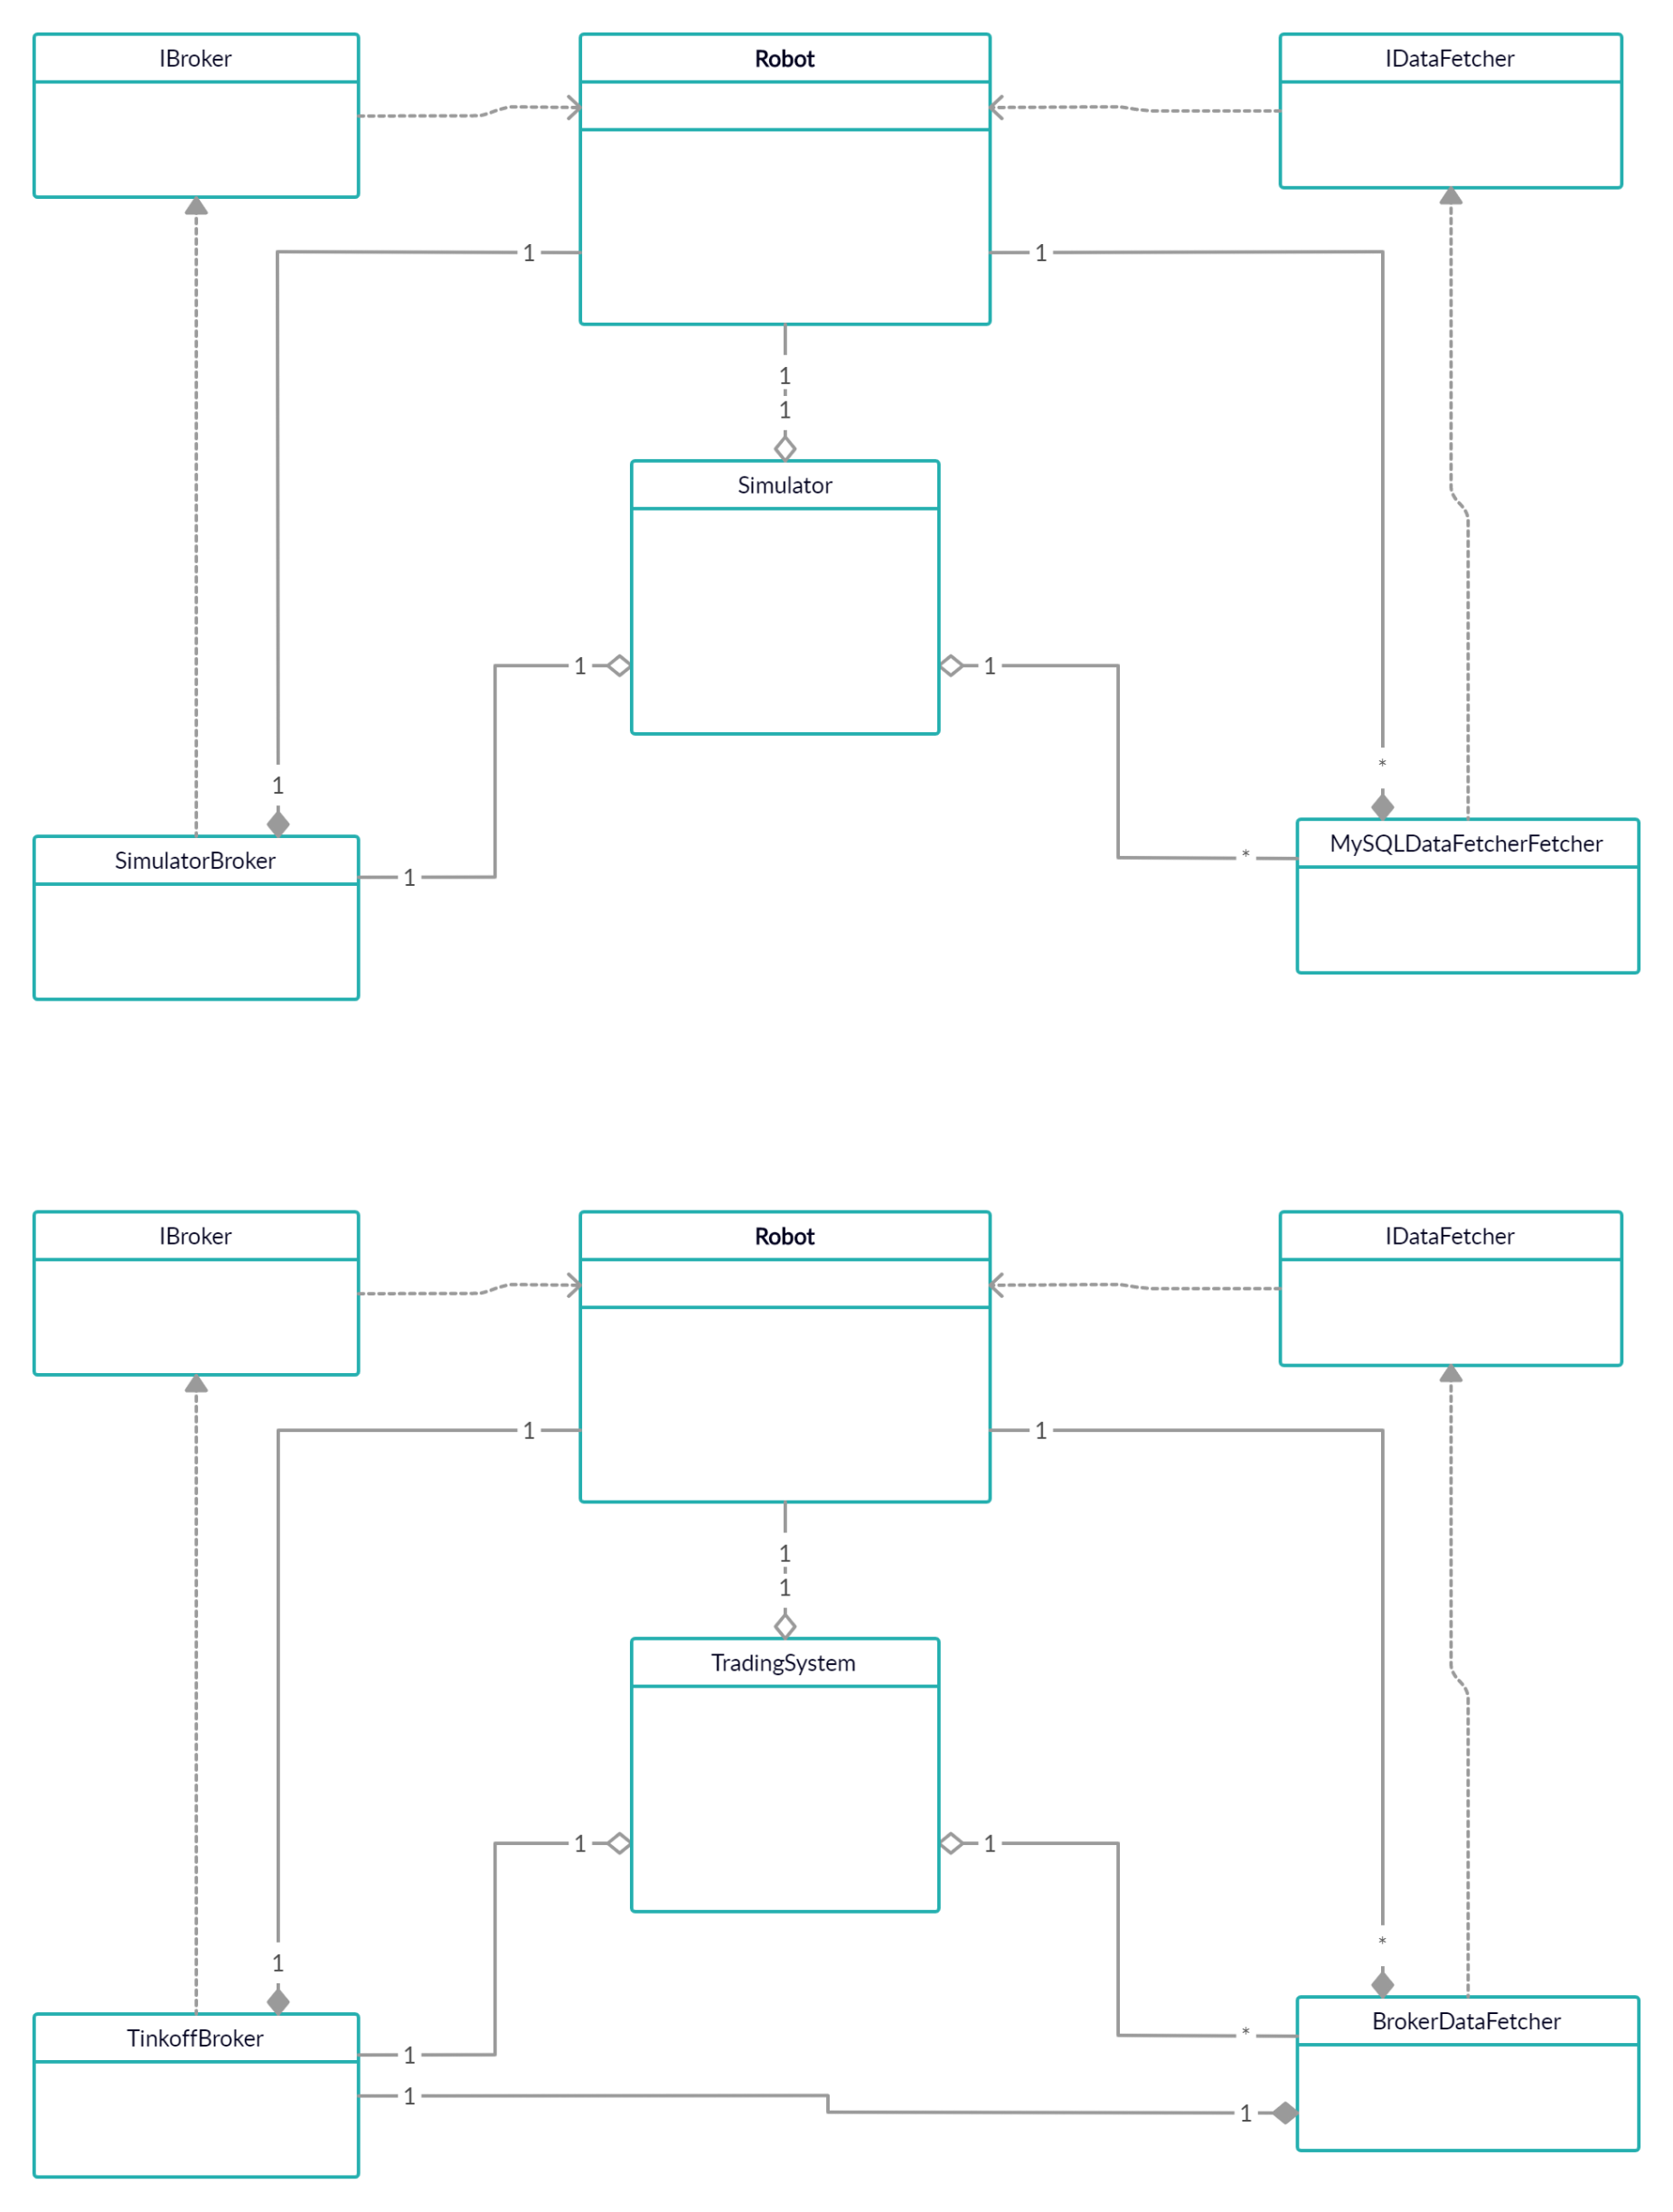 IBroker
Robot
IDataFetcher
1
1
1
1
Simulator
1
1
*
1
SimulatorBroker
MySQLDataFetcherFetcher
*
1
IBroker
Robot
IDataFetcher
1
1
1
1
TradingSystem
1
1
*
1
TinkoffBroker
BrokerDataFetcher
*
1
1
1